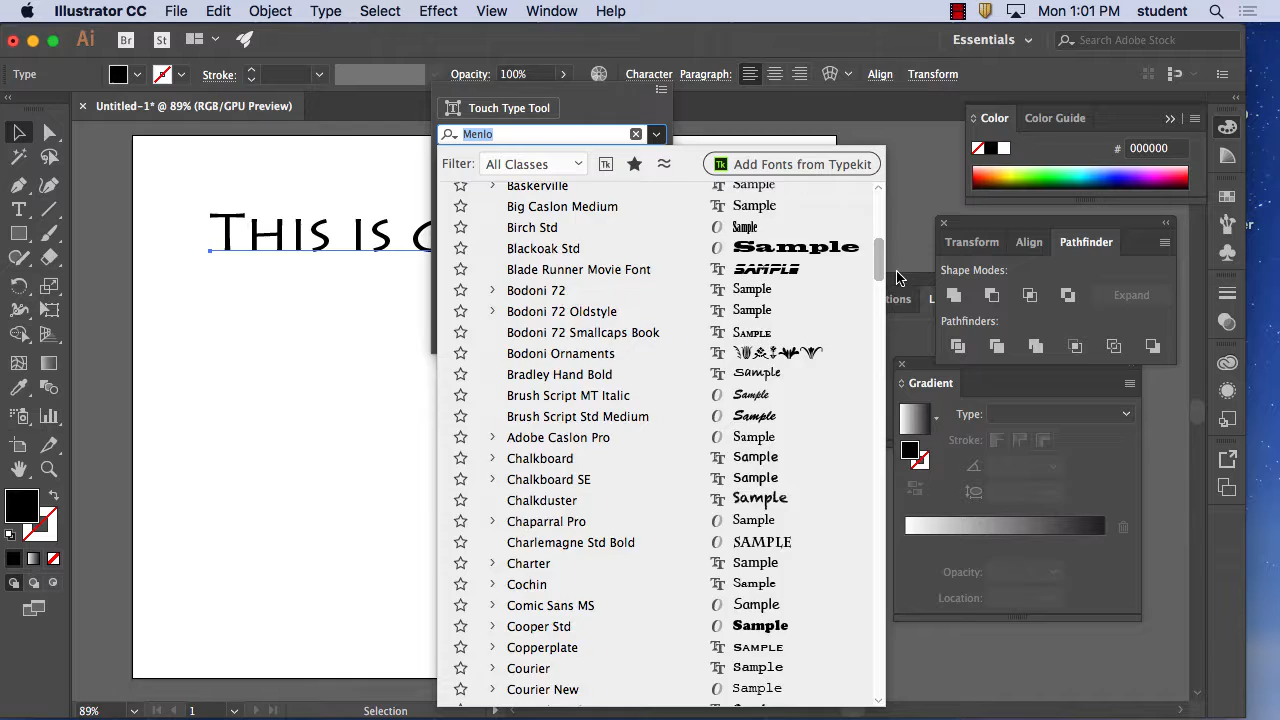 Illustrator CC File Edit Object Type Select Effect View Window Help Mon 1:01 PM student
Ai Br St Essentials Search Adobe Stock
Type Stroke: Opacity: 100% Character Paragraph: Align Transform
Untitled-1* @ 89% (RGB/GPU Preview)
Touch Type Tool
Menlo
Filter: All Classes Tk Tk Add Fonts from Typekit
Color Color Guide
# 000000
THIS IS
Baskerville Sample
Big Caslon Medium Sample
Birch Std Sample
Blackoak Std Sample
Blade Runner Movie Font SAMPLE
Bodoni 72 Sample
Bodoni 72 Oldstyle Sample
Bodoni 72 Smallcaps Book SAMPLE
Bodoni Ornaments
Bradley Hand Bold Sample
Brush Script MT Italic Sample
Brush Script Std Medium Sample
Adobe Caslon Pro Sample
Chalkboard Sample
Chalkboard SE Sample
Chalkduster Sample
Chaparral Pro Sample
Charlemagne Std Bold SAMPLE
Charter Sample
Cochin Sample
Comic Sans MS Sample
Cooper Std Sample
Copperplate SAMPLE
Courier Sample
Courier New Sample
Transform Align Pathfinder
Shape Modes:
Expand
Pathfinders:
Gradient
Type:
Stroke:
Opacity:
Location:
89% 1 Selection